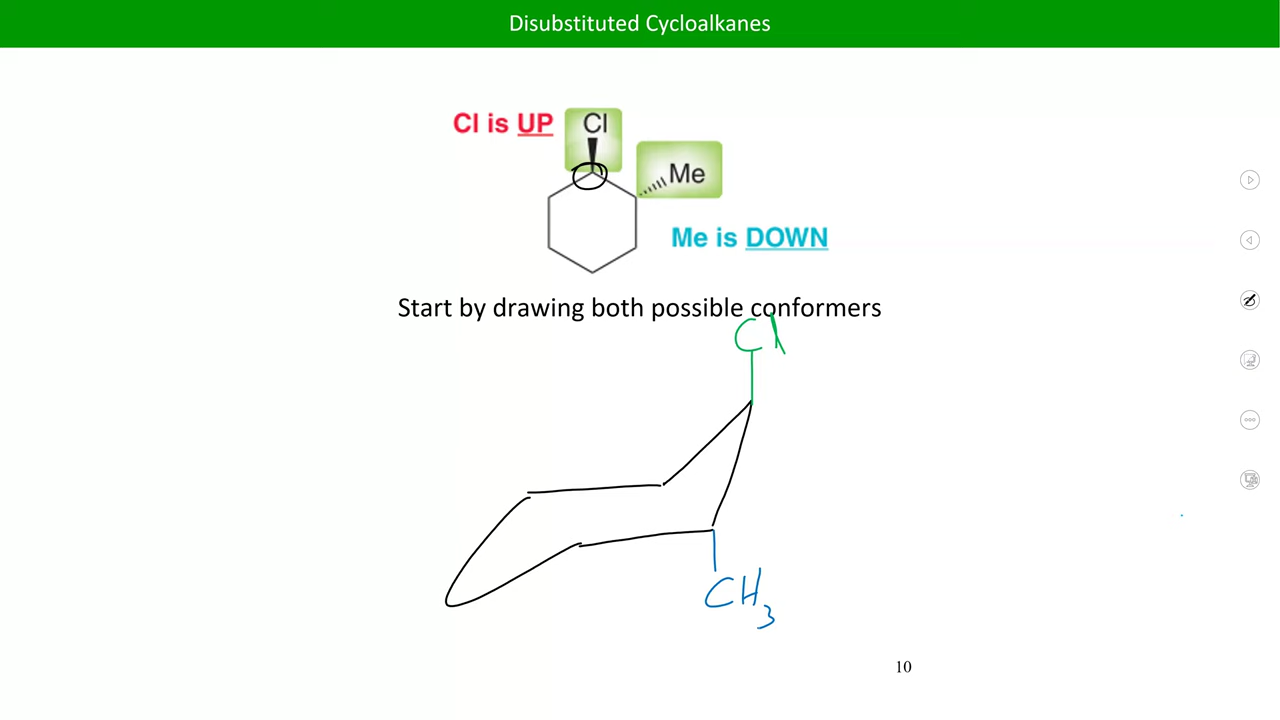 Disubstituted Cycloalkanes
Cl is UP
Cl
Me
Me is DOWN
Start by drawing both possible conformers
Cl
CH₃
10